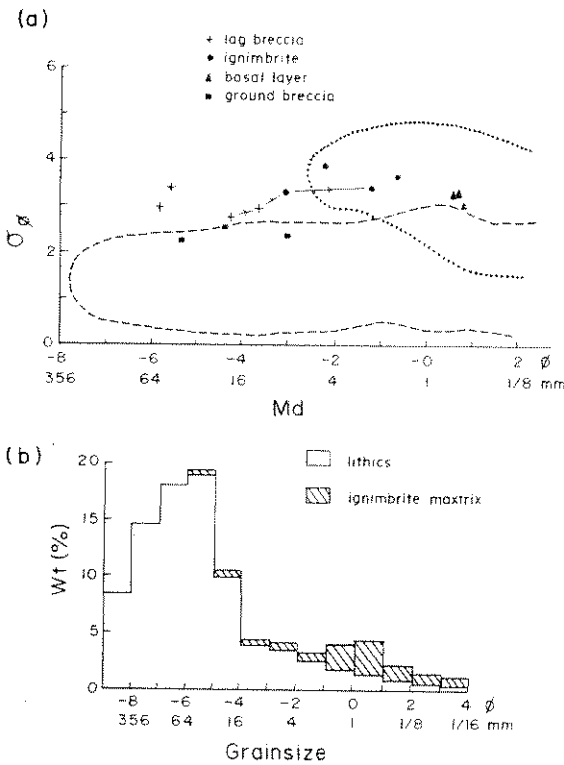 (a)
+ lag breccia
• ignimbrite
▲ basal layer
■ ground breccia
6
4
2
0
σø
-8 -6 -4 -2 -0 2 ø
356 64 16 4 1 1/8 mm
Md
(b)
20
15
10
5
0
Wt (%)
lithics
ignimbrite maxtrix
-8 -6 -4 -2 0 2 4 ø
356 64 16 4 1 1/8 1/16 mm
Grainsize